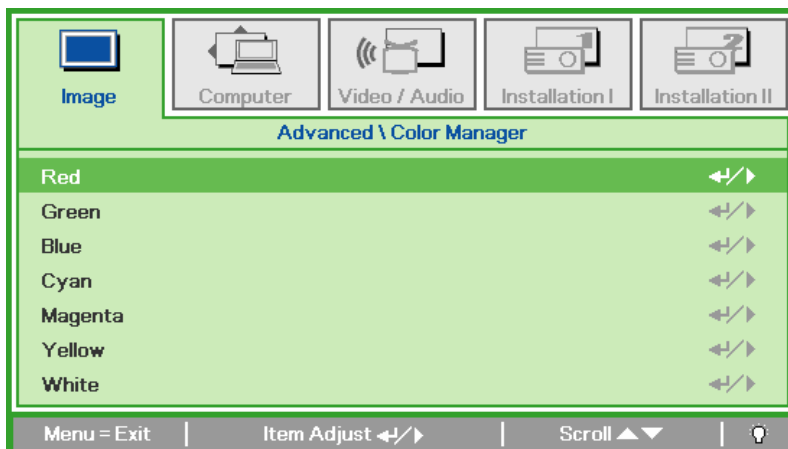 Image Computer Video / Audio Installation I Installation II
Advanced \ Color Manager
Red
Green
Blue
Cyan
Magenta
Yellow
White
Menu = Exit Item Adjust Scroll